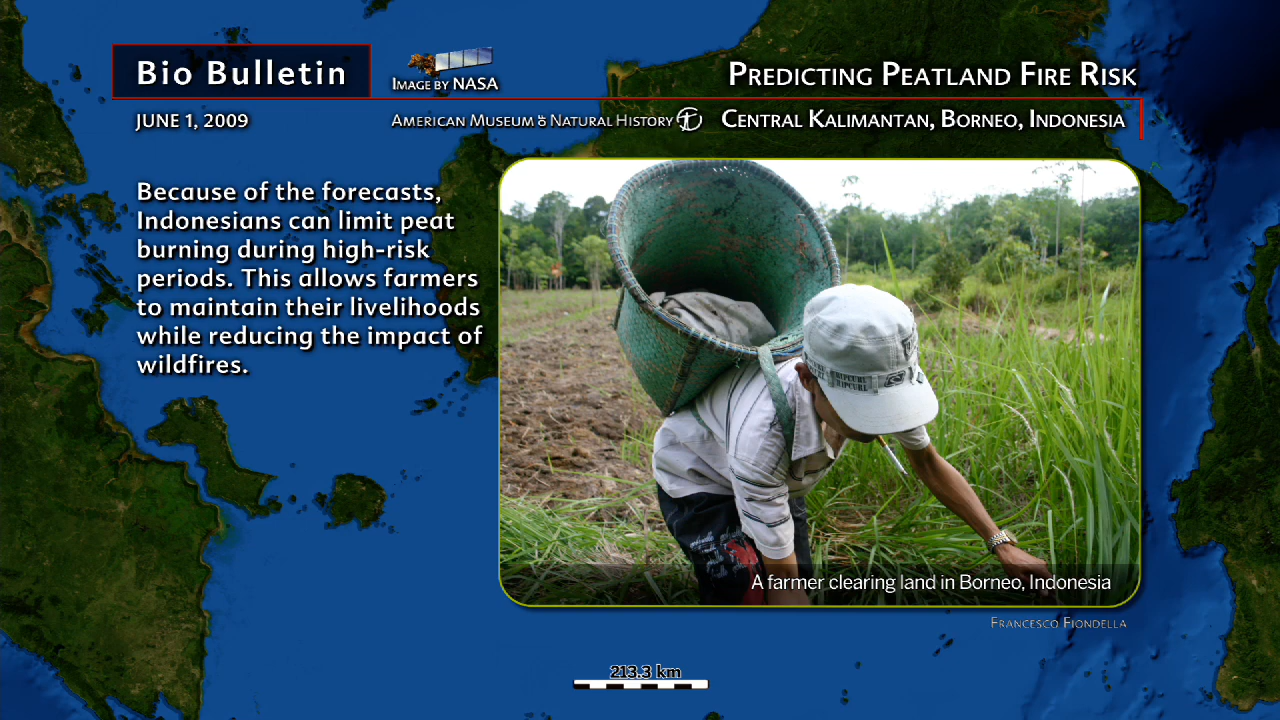 Bio Bulletin
IMAGE BY NASA
PREDICTING PEATLAND FIRE RISK
JUNE 1, 2009
AMERICAN MUSEUM & NATURAL HISTORY
CENTRAL KALIMANTAN, BORNEO, INDONESIA
Because of the forecasts,
Indonesians can limit peat
burning during high-risk
periods. This allows farmers
to maintain their livelihoods
while reducing the impact of
wildfires.
RIPCURL
A farmer clearing land in Borneo, Indonesia
FRANCESCO FIONDELLA
213.3 km